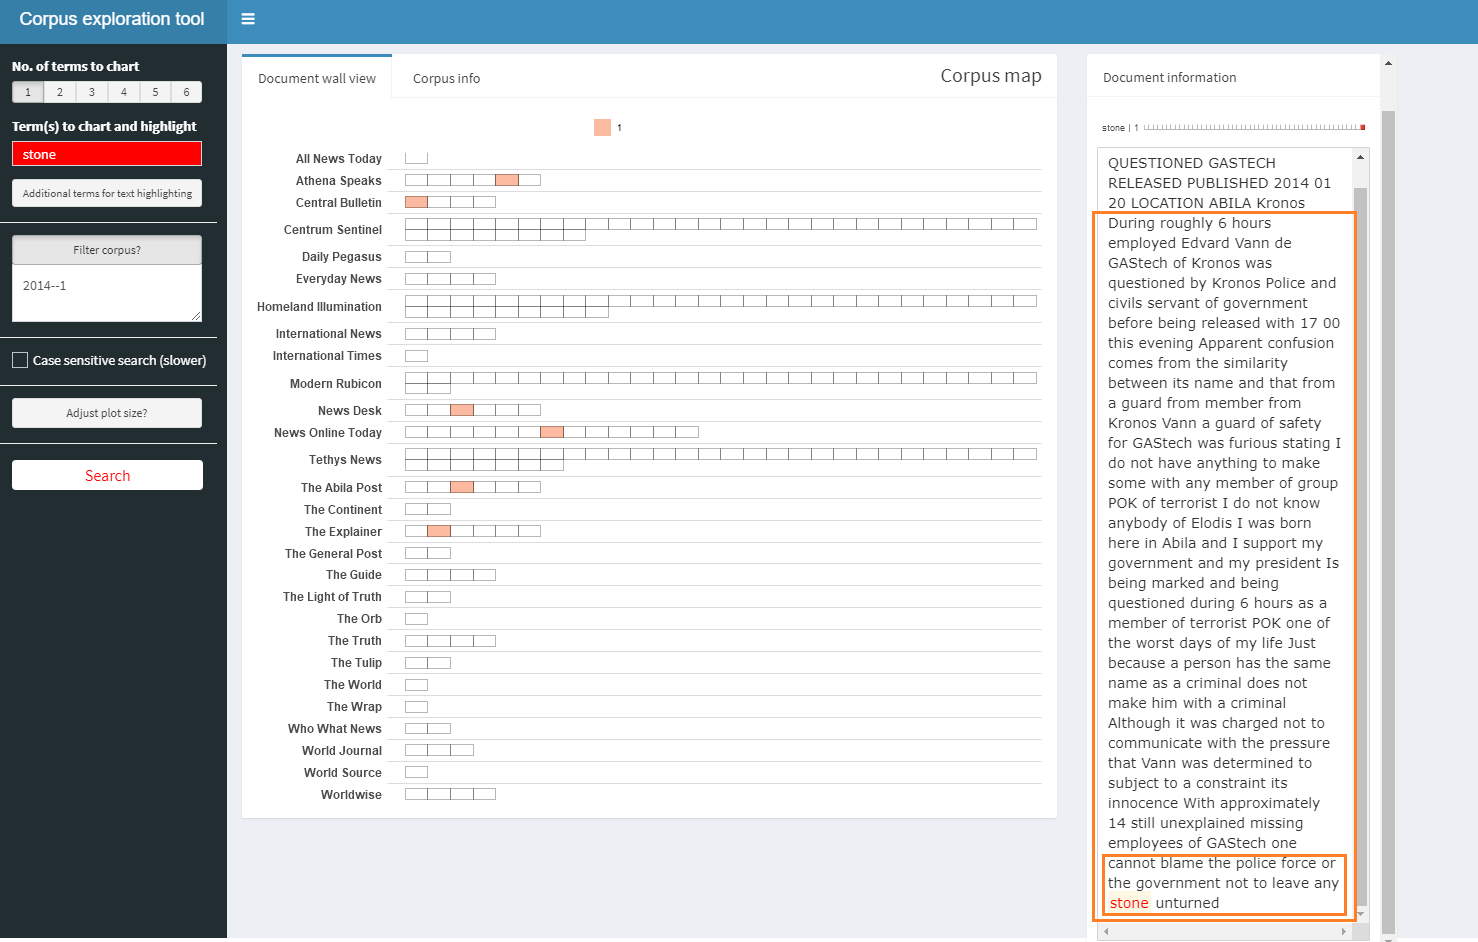 Corpus exploration tool
No. of terms to chart
1 2 3 4 5 6
Term(s) to chart and highlight
stone
Additional terms for text highlighting
Filter corpus?
2014--1
Case sensitive search (slower)
Adjust plot size?
Search
Document wall view
Corpus info
Corpus map
1
All News Today
Athena Speaks
Central Bulletin
Centrum Sentinel
Daily Pegasus
Everyday News
Homeland Illumination
International News
International Times
Modern Rubicon
News Desk
News Online Today
Tethys News
The Abila Post
The Continent
The Explainer
The General Post
The Guide
The Light of Truth
The Orb
The Truth
The Tulip
The World
The Wrap
Who What News
World Journal
World Source
Worldwise
Document information
stone | 1
QUESTIONED GASTECH
RELEASED PUBLISHED 2014 01
20 LOCATION ABILA Kronos
During roughly 6 hours
employed Edvard Vann de
GAStech of Kronos was
questioned by Kronos Police and
civils servant of government
before being released with 17 00
this evening Apparent confusion
comes from the similarity
between its name and that from
a guard from member from
Kronos Vann a guard of safety
for GAStech was furious stating I
do not have anything to make
some with any member of group
POK of terrorist I do not know
anybody of Elodis I was born
here in Abila and I support my
government and my president Is
being marked and being
questioned during 6 hours as a
member of terrorist POK one of
the worst days of my life Just
because a person has the same
name as a criminal does not
make him with a criminal
Although it was charged not to
communicate with the pressure
that Vann was determined to
subject to a constraint its
innocence With approximately
14 still unexplained missing
employees of GAStech one
cannot blame the police force or
the government not to leave any
stone unturned